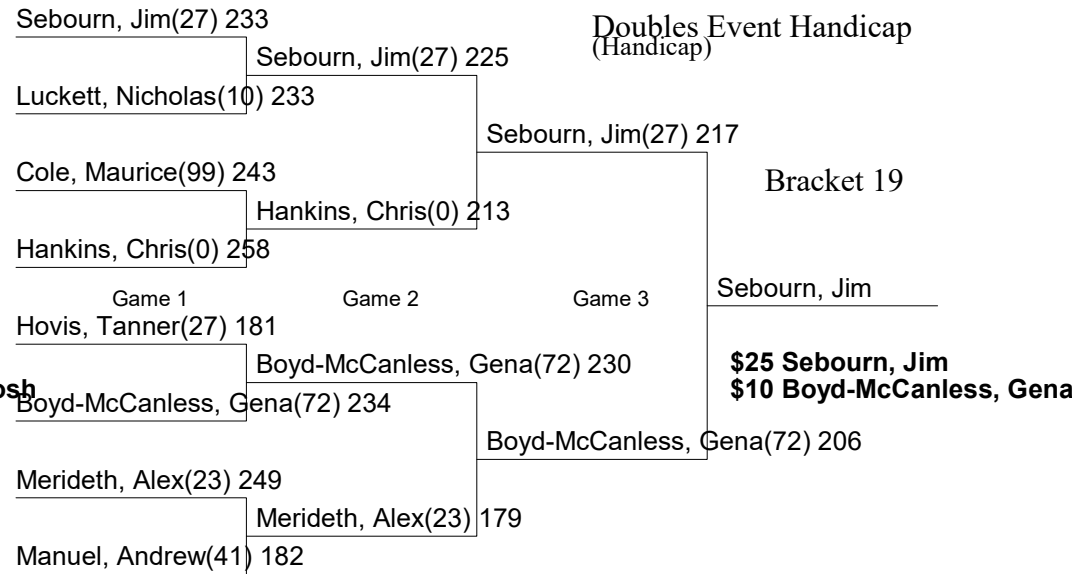 Sebourn, Jim(27) 233
Doubles Event Handicap
(Handicap)
Sebourn, Jim(27) 225
Luckett, Nicholas(10) 233
Sebourn, Jim(27) 217
Cole, Maurice(99) 243
Bracket 19
Hankins, Chris(0) 213
Hankins, Chris(0) 258
Game 1
Game 2
Game 3
Sebourn, Jim
Hovis, Tanner(27) 181
Boyd-McCanless, Gena(72) 230
$25 Sebourn, Jim
$10 Boyd-McCanless, Gena
Boyd-McCanless, Gena(72) 234
Boyd-McCanless, Gena(72) 206
Merideth, Alex(23) 249
Merideth, Alex(23) 179
Manuel, Andrew(41) 182